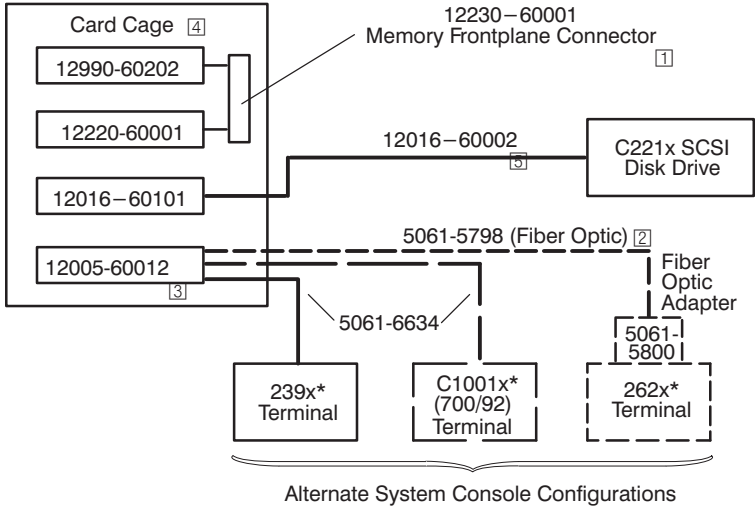 Card Cage 4
12230−60001
Memory Frontplane Connector
1
12990-60202
12220-60001
12016−60002
5
C221x SCSI
Disk Drive
12016−60101
5061-5798 (Fiber Optic) 2
12005-60012
3
Fiber
Optic
Adapter
5061-6634
5061-
5800
239x*
Terminal
C1001x*
(700/92)
Terminal
262x*
Terminal
Alternate System Console Configurations